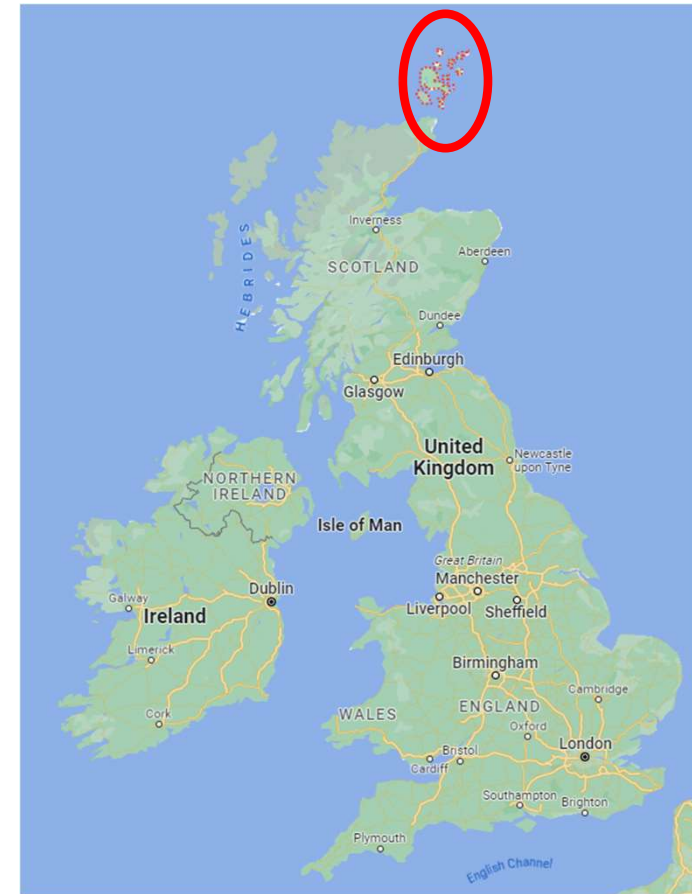 Inverness
Aberdeen
SCOTLAND
HEBRIDES
Dundee
Edinburgh
Glasgow
United
Kingdom
Newcastle
upon Tyne
NORTHERN
IRELAND
Isle of Man
Great Britain
Manchester
Dublin
Galway
Ireland
Liverpool
Sheffield
Limerick
Birmingham
Cambridge
Cork
WALES
ENGLAND
Oxford
London
Bristol
Cardiff
Southampton
Brighton
Plymouth
English Channel